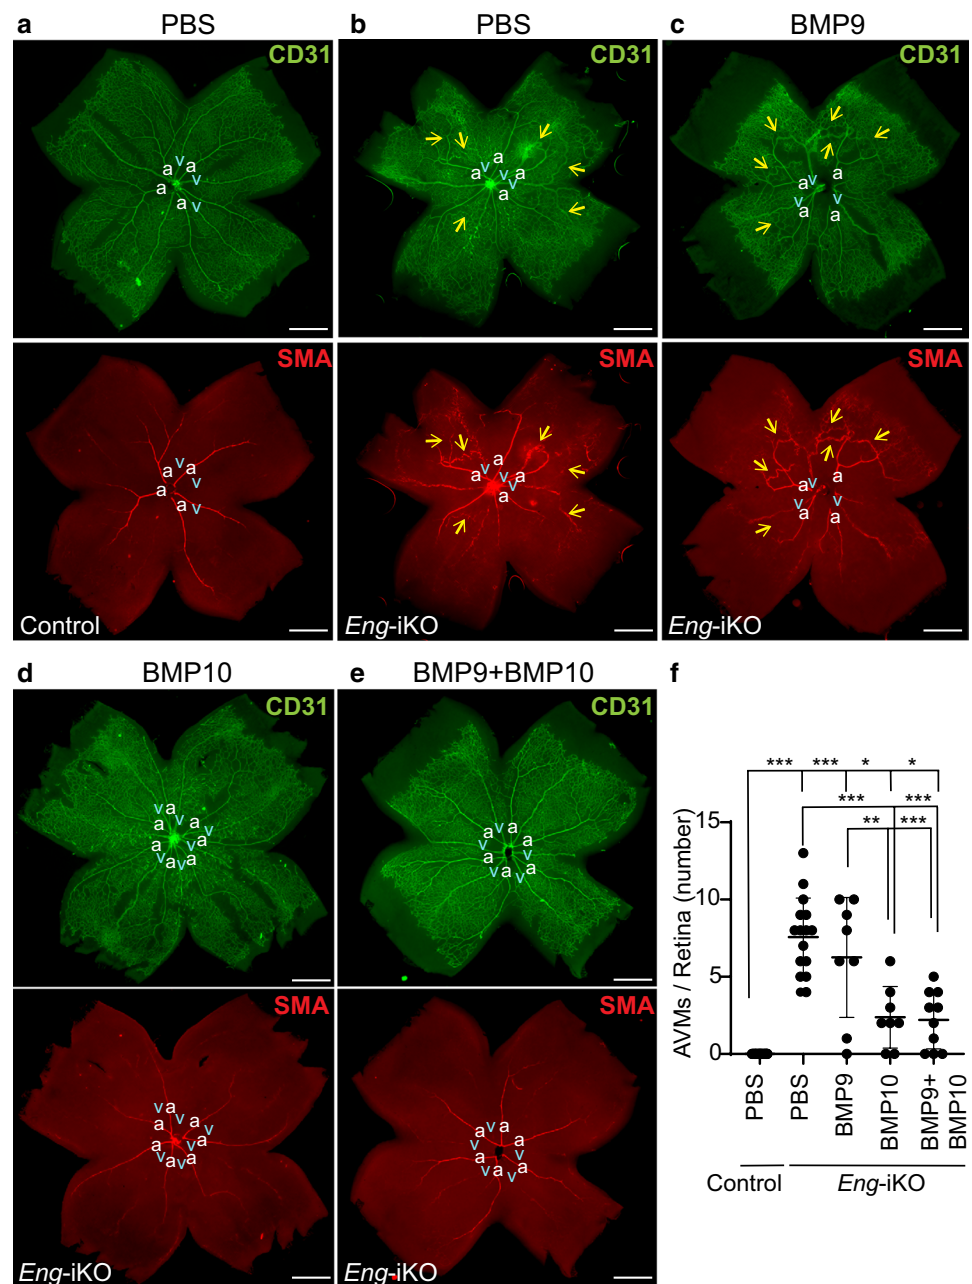 a PBS
b PBS
c BMP9
CD31
CD31
CD31
a
v
a
v
a
a
v
a
v
a
v
v
a
a
a
v
a
v
v
a
a
SMA
SMA
SMA
v
a
v
a
a
v
a
a
v
a
v
a
a
a
v
v
v
a
a
Control
Eng-iKO
Eng-iKO
d BMP10
e BMP9+BMP10
f
CD31
CD31
v
a
v
a
a
v
a
v
a
v
a
v
a
a
v
v
a
v
a
a
v
SMA
SMA
v
a
v
a
a
v
a
v
a
v
a
v
a
a
v
v
a
v
a
a
v
Eng-iKO
Eng-iKO
*** *** * *
*** ***
** ***
15
10
5
0
AVMs / Retina (number)
PBS
PBS
BMP9
BMP10
BMP9+
BMP10
Control
Eng-iKO